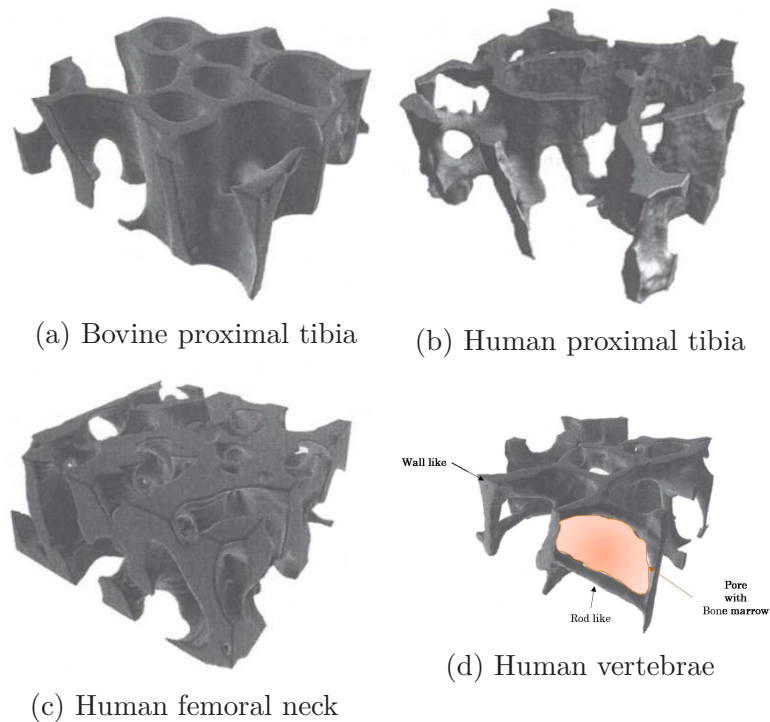 (a) Bovine proximal tibia
(b) Human proximal tibia
Wall like
Pore
with
Bone marrow
Rod like
(d) Human vertebrae
(c) Human femoral neck